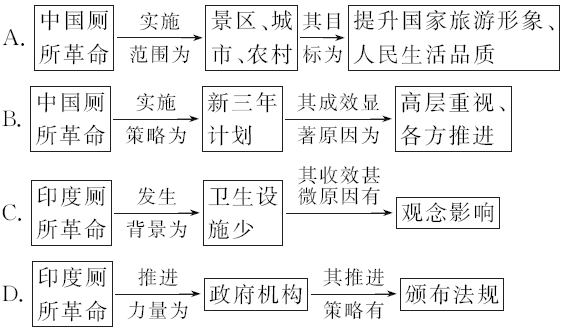 A. 中国厕所革命 实施范围为 景区、城市、农村 其目标为 提升国家旅游形象、人民生活品质
B. 中国厕所革命 实施策略为 新三年计划 其成效显著原因为 高层重视、各方推进
C. 印度厕所革命 发生背景为 卫生设施少 其收效甚微原因有 观念影响
D. 印度厕所革命 推进力量为 政府机构 其推进策略有 颁布法规